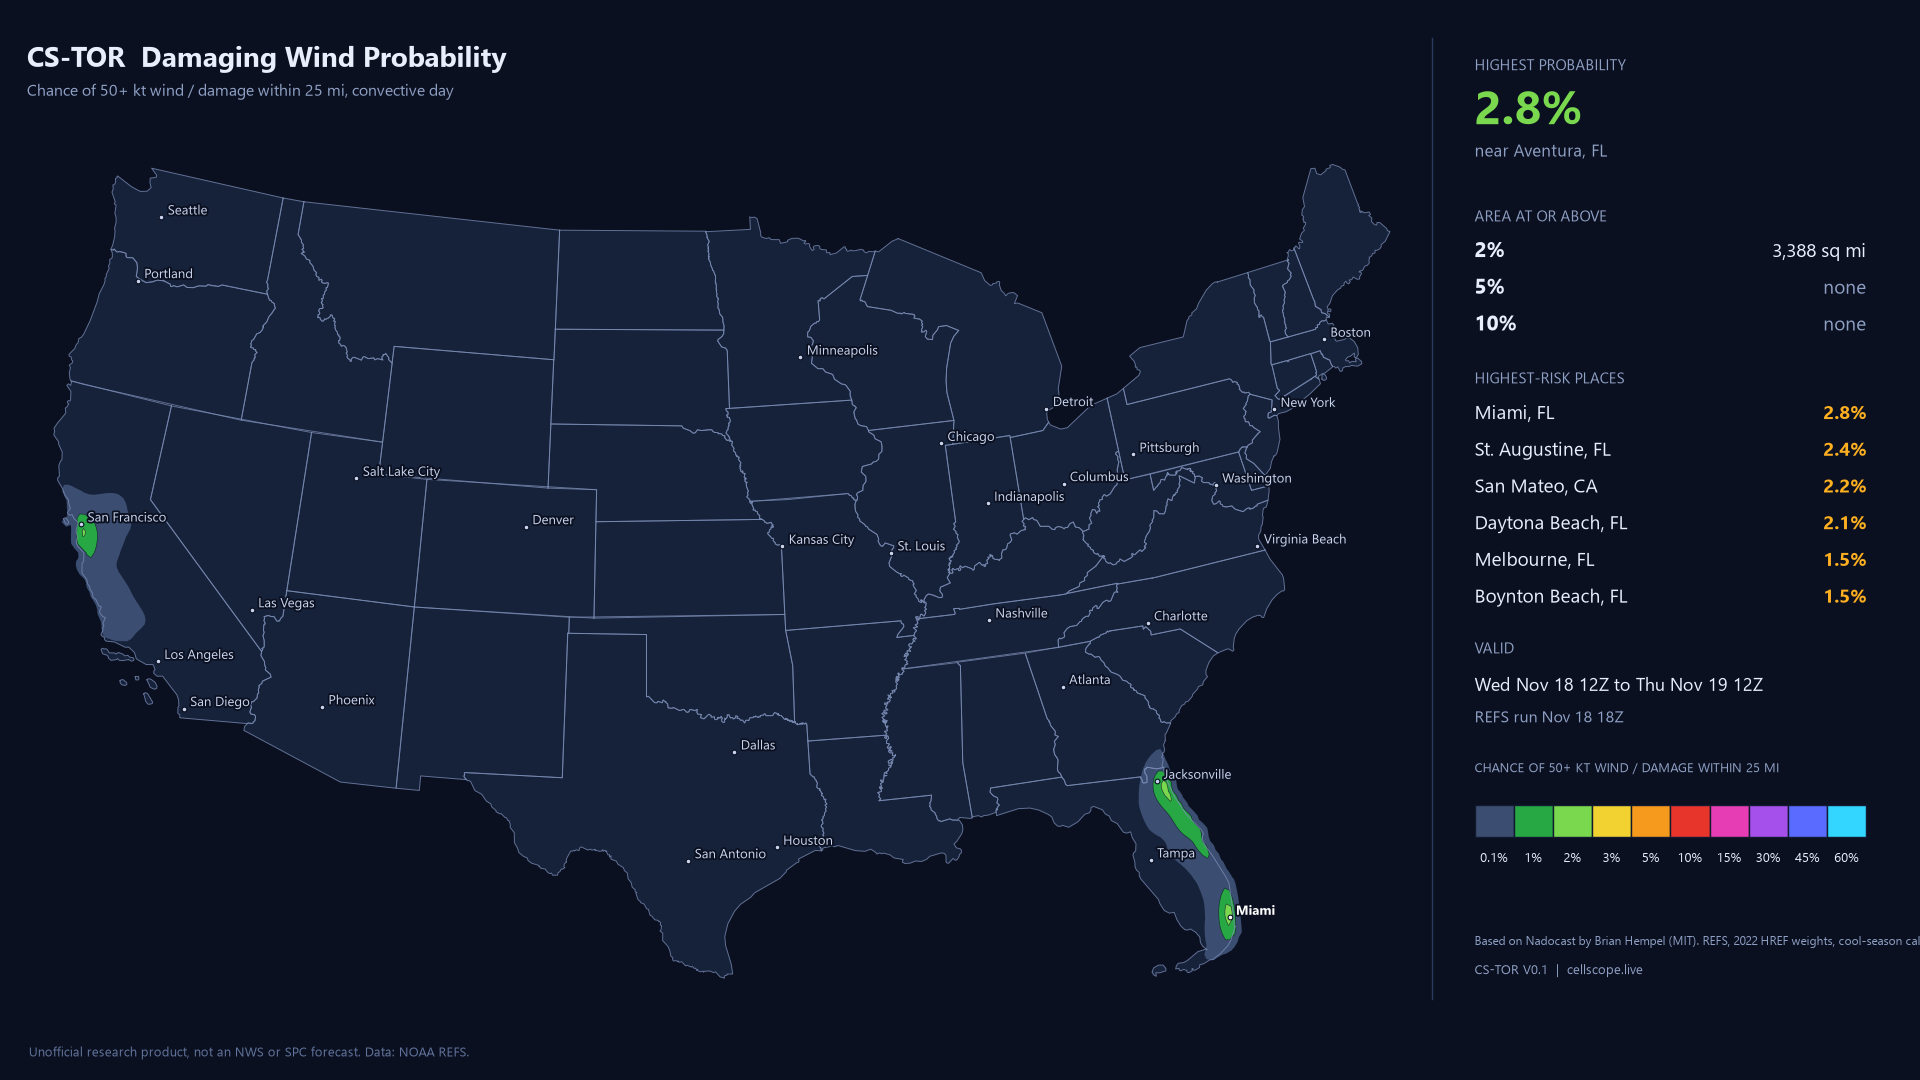 CS-TOR Damaging Wind Probability
Chance of 50+ kt wind / damage within 25 mi, convective day
Seattle
Portland
Minneapolis
Boston
Detroit
New York
Chicago
Pittsburgh
Salt Lake City
Columbus
Washington
Indianapolis
San Francisco
Denver
Kansas City
St. Louis
Virginia Beach
Las Vegas
Nashville
Charlotte
Los Angeles
Atlanta
San Diego
Phoenix
Dallas
Jacksonville
Houston
San Antonio
Tampa
Miami
HIGHEST PROBABILITY
2.8%
near Aventura, FL
AREA AT OR ABOVE
2% 3,388 sq mi
5% none
10% none
HIGHEST-RISK PLACES
Miami, FL 2.8%
St. Augustine, FL 2.4%
San Mateo, CA 2.2%
Daytona Beach, FL 2.1%
Melbourne, FL 1.5%
Boynton Beach, FL 1.5%
VALID
Wed Nov 18 12Z to Thu Nov 19 12Z
REFS run Nov 18 18Z
CHANCE OF 50+ KT WIND / DAMAGE WITHIN 25 MI
0.1% 1% 2% 3% 5% 10% 15% 30% 45% 60%
Based on Nadocast by Brian Hempel (MIT). REFS, 2022 HREF weights, cool-season cal
CS-TOR V0.1 | cellscope.live
Unofficial research product, not an NWS or SPC forecast. Data: NOAA REFS.